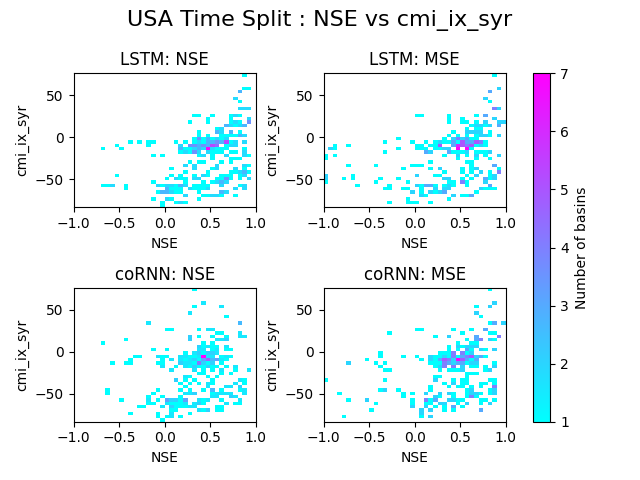 USA Time Split : NSE vs cmi_ix_syr
LSTM: NSE
LSTM: MSE
cmi_ix_syr
50
0
−50
−1.0 −0.5 0.0 0.5 1.0
NSE
cmi_ix_syr
50
0
−50
−1.0 −0.5 0.0 0.5 1.0
NSE
coRNN: NSE
coRNN: MSE
cmi_ix_syr
50
0
−50
−1.0 −0.5 0.0 0.5 1.0
NSE
cmi_ix_syr
50
0
−50
−1.0 −0.5 0.0 0.5 1.0
NSE
7
6
5
4
3
2
1
Number of basins